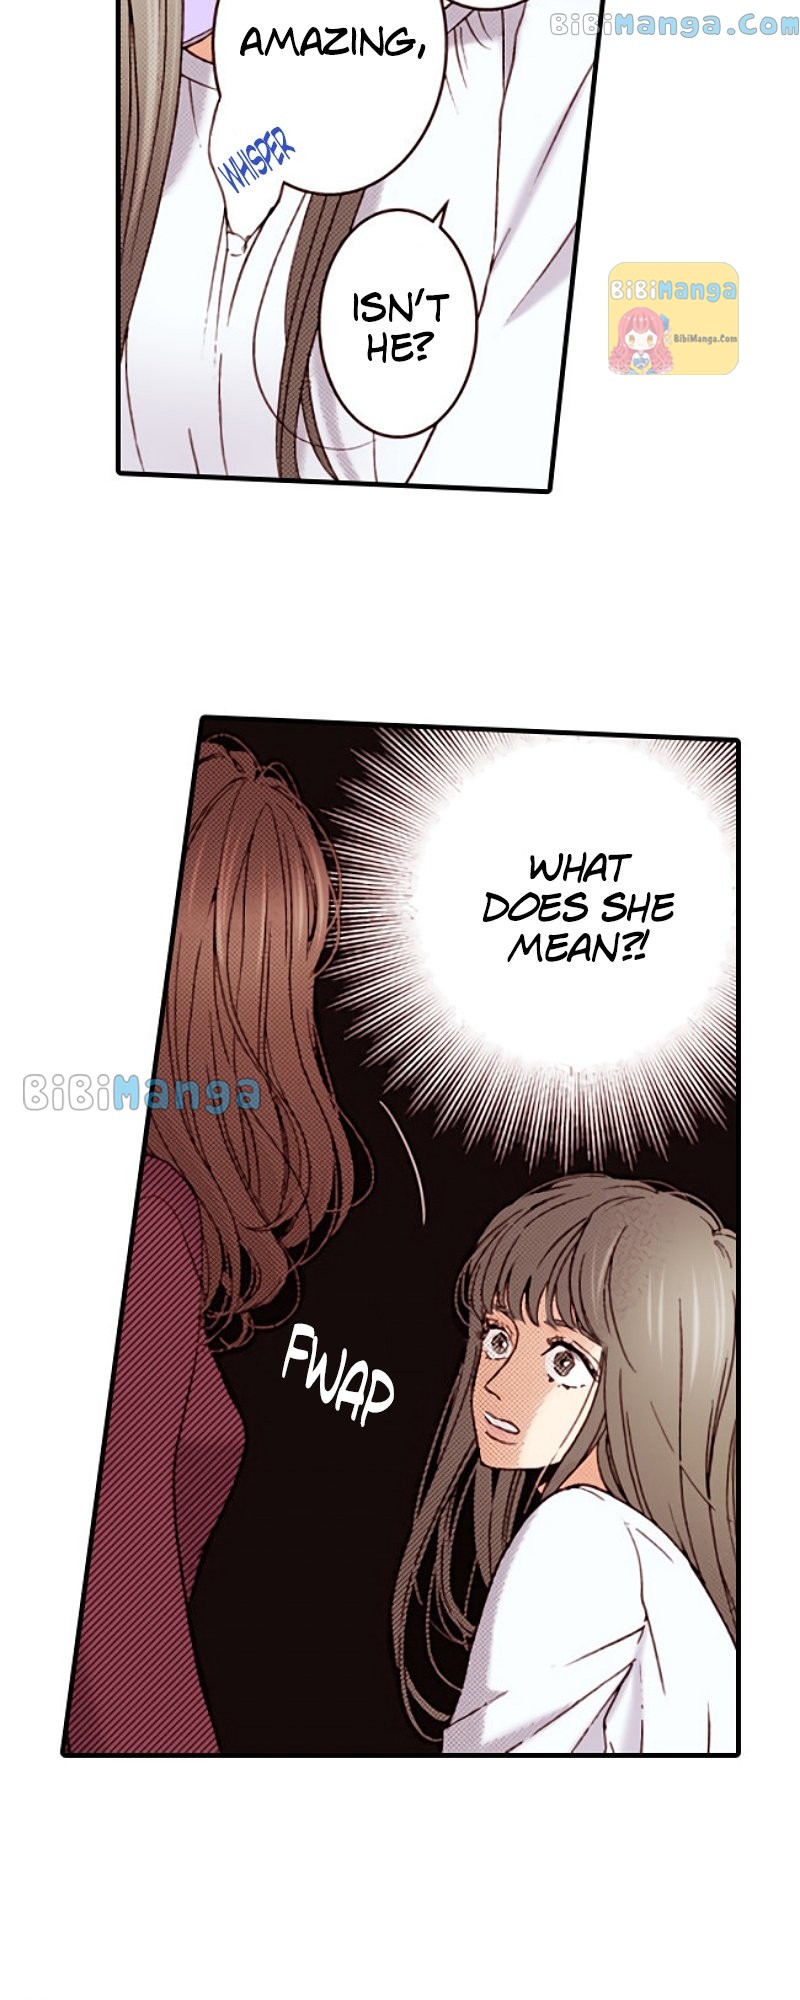 BiBiManga.Com
AMAZING,
WHISPER
ISN'T
HE?
BiBiManga
BibiManga.Com
WHAT
DOES SHE
MEAN?!
BiBiManga
FWAP